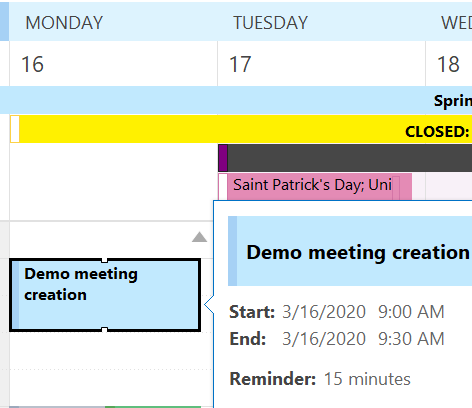 MONDAY TUESDAY WED
16 17 18
Sprin
CLOSED:
Saint Patrick's Day; Uni
Demo meeting creation
Demo meeting
creation
Start: 3/16/2020 9:00 AM
End: 3/16/2020 9:30 AM
Reminder: 15 minutes